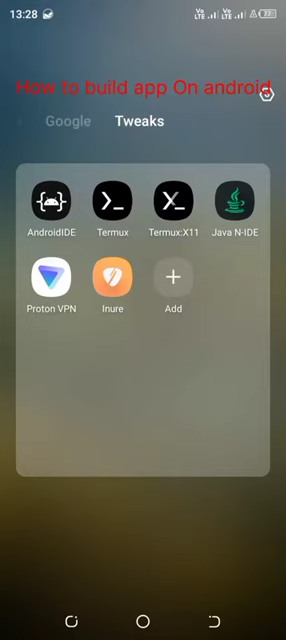 13:28
How to build app On android
Google
Tweaks
AndroidIDE
Termux
Termux:X11
Java N-IDE
Proton VPN
Inure
Add